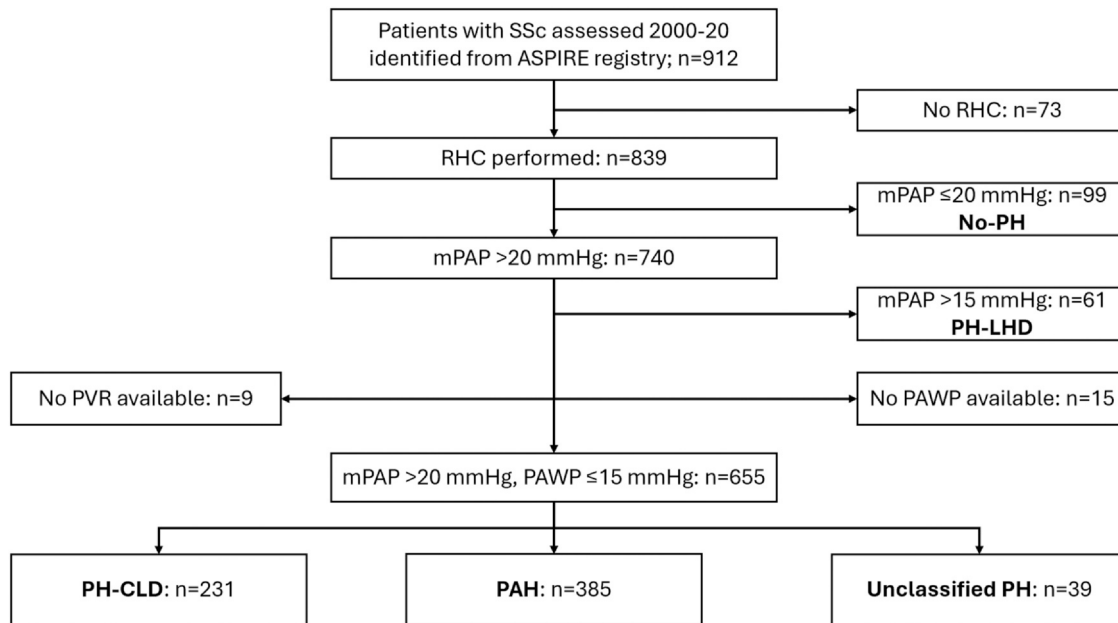 Patients with SSc assessed 2000-20
identified from ASPIRE registry; n=912
No RHC: n=73
RHC performed: n=839
mPAP ≤20 mmHg: n=99
No-PH
mPAP >20 mmHg: n=740
mPAP >15 mmHg: n=61
PH-LHD
No PVR available: n=9
No PAWP available: n=15
mPAP >20 mmHg, PAWP ≤15 mmHg: n=655
PH-CLD: n=231
PAH: n=385
Unclassified PH: n=39